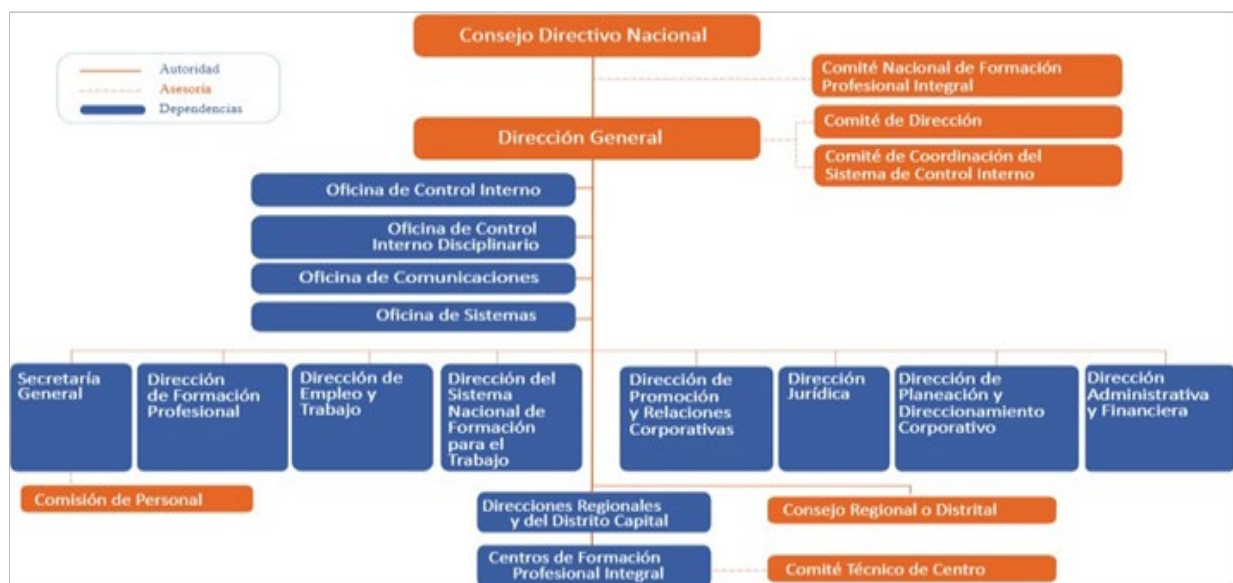 Consejo Directivo Nacional
Autoridad
Asesoría
Dependencias
Comité Nacional de Formación
Profesional Integral
Dirección General
Comité de Dirección
Comité de Coordinación del
Sistema de Control Interno
Oficina de Control Interno
Oficina de Control
Interno Disciplinario
Oficina de Comunicaciones
Oficina de Sistemas
Secretaría
General
Dirección
de Formación
Profesional
Dirección de
Empleo y
Trabajo
Dirección del
Sistema
Nacional de
Formación
para el
Trabajo
Dirección de
Promoción
y Relaciones
Corporativas
Dirección
Jurídica
Dirección de
Planeación y
Direccionamiento
Corporativo
Dirección
Administrativa
y Financiera
Comisión de Personal
Direcciones Regionales
y del Distrito Capital
Consejo Regional o Distrital
Centros de Formación
Profesional Integral
Comité Técnico de Centro